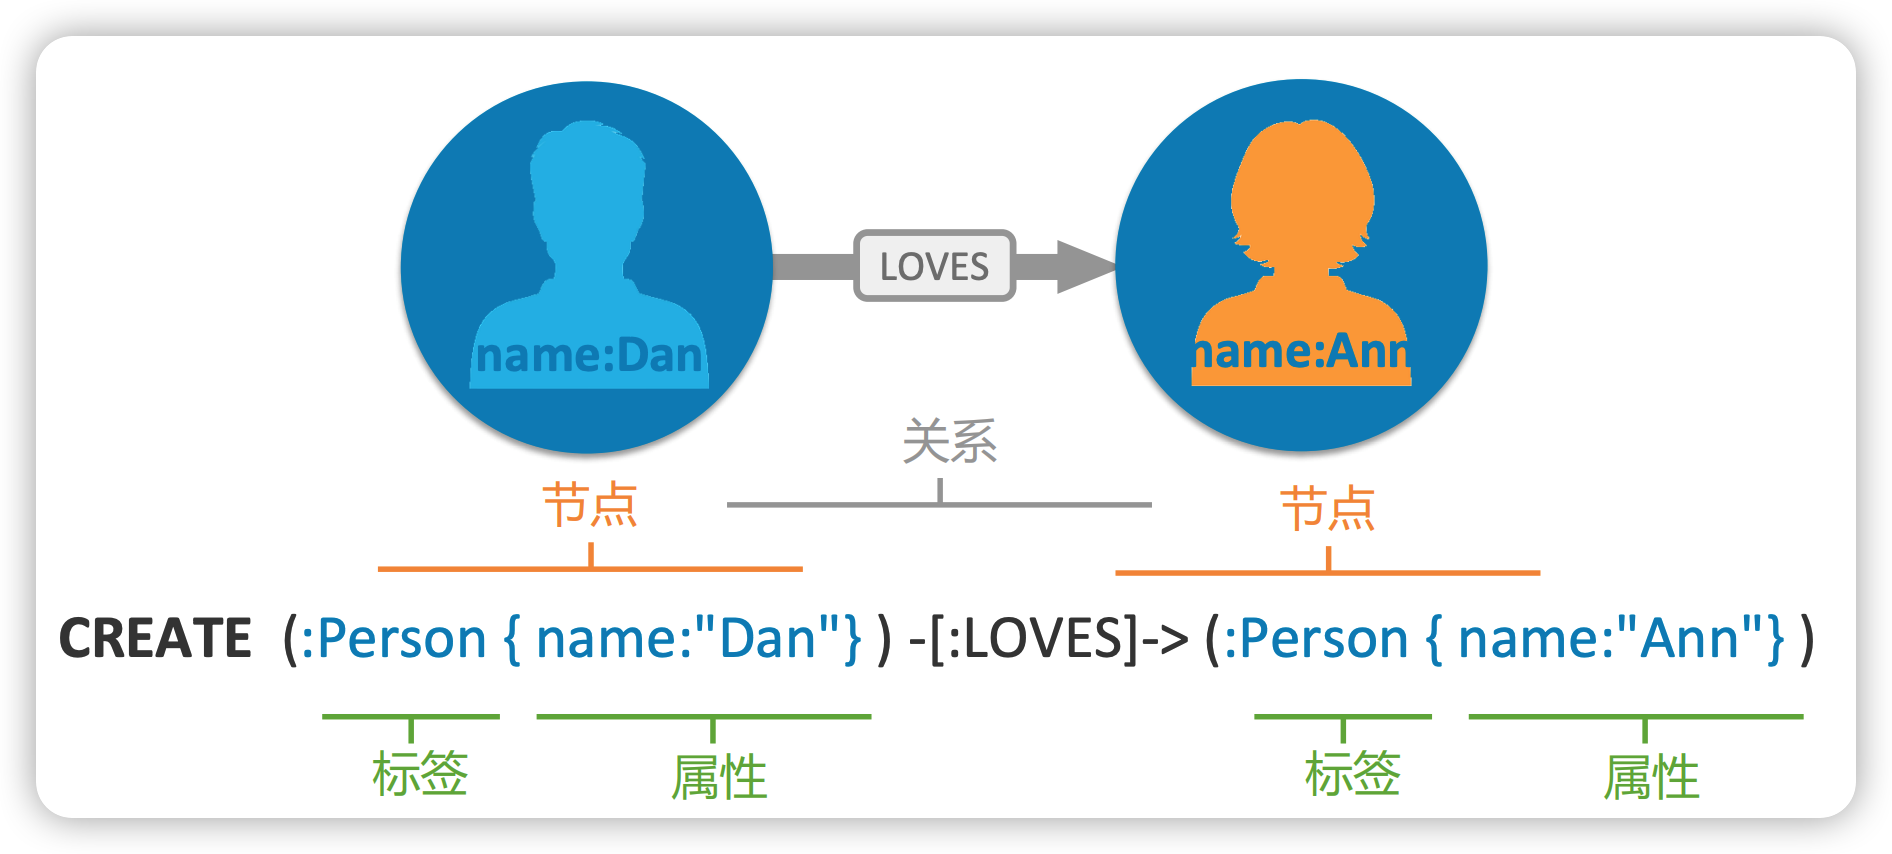 LOVES
name:Dan
name:Ann
关系
节点
节点
CREATE (:Person { name:"Dan"} ) -[:LOVES]-> (:Person { name:"Ann"} )
标签 属性 标签 属性